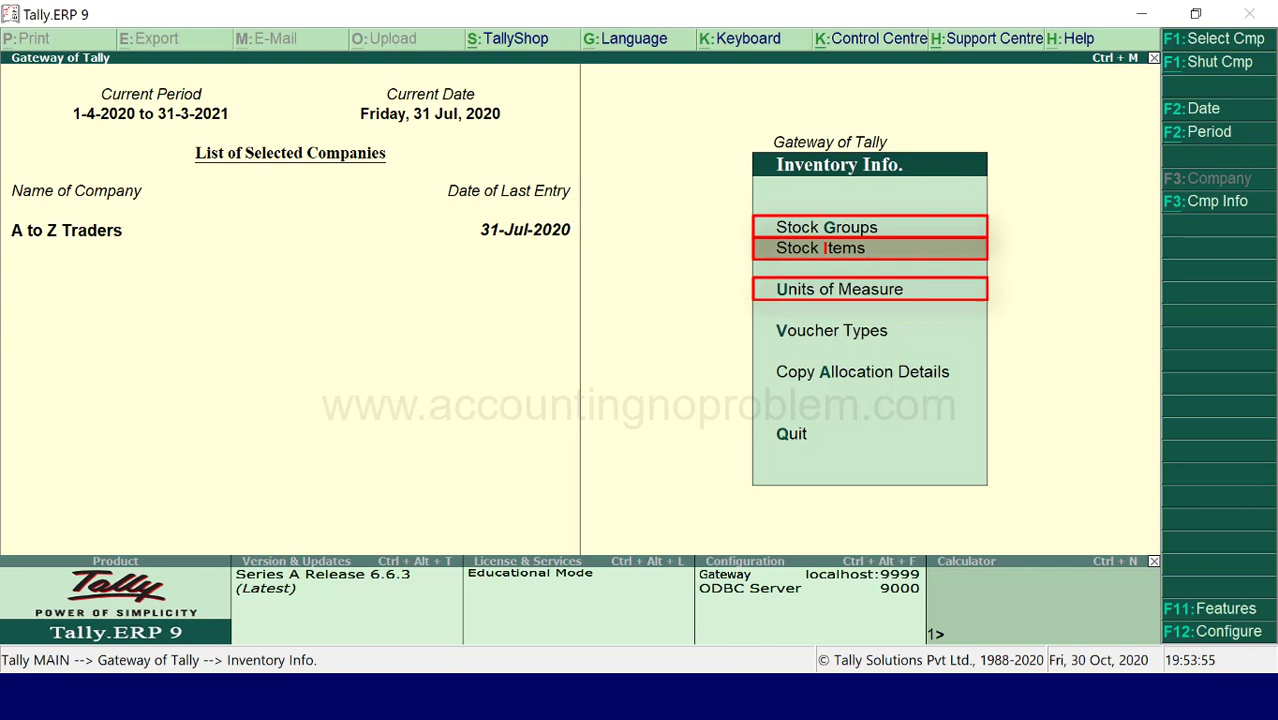 Tally.ERP 9
P: Print E: Export M: E-Mail O: Upload S: TallyShop G: Language K: Keyboard K: Control Centre H: Support Centre H: Help
F1: Select Cmp
F1: Shut Cmp
F2: Date
F2: Period
F3: Company
F3: Cmp Info
F11: Features
F12: Configure
Gateway of Tally Ctrl + M
Current Period Current Date
1-4-2020 to 31-3-2021 Friday, 31 Jul, 2020
List of Selected Companies
Name of Company Date of Last Entry
A to Z Traders 31-Jul-2020
Gateway of Tally
Inventory Info.
Stock Groups
Stock Items
Units of Measure
Voucher Types
Copy Allocation Details
Quit
www.accountingnoproblem.com
Product
Tally
POWER OF SIMPLICITY
Tally.ERP 9
Version & Updates Ctrl + Alt + T
Series A Release 6.6.3
(Latest)
License & Services Ctrl + Alt + L
Educational Mode
Configuration Ctrl + Alt + F
Gateway localhost:9999
ODBC Server 9000
Calculator Ctrl + N
1>
Tally MAIN --> Gateway of Tally --> Inventory Info. © Tally Solutions Pvt Ltd., 1988-2020 Fri, 30 Oct, 2020 19:53:55